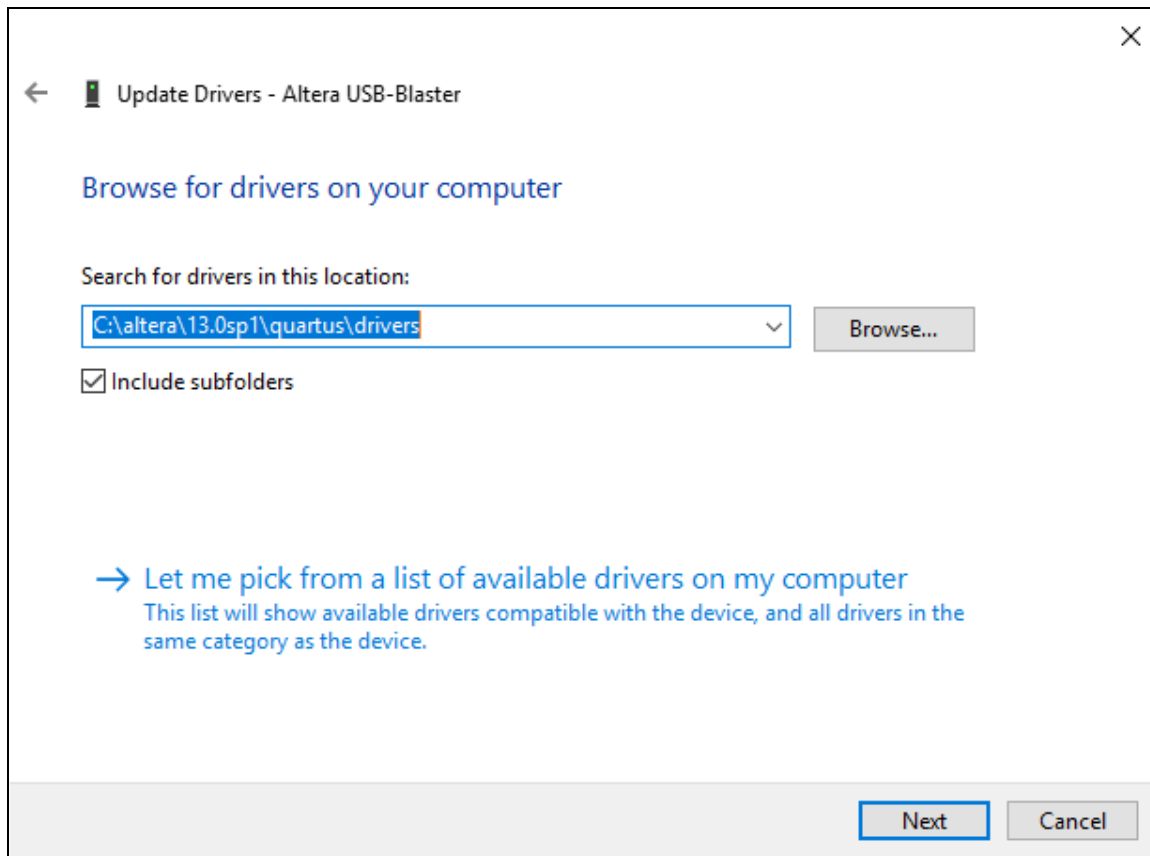 Update Drivers - Altera USB-Blaster
Browse for drivers on your computer
Search for drivers in this location:
C:\altera\13.0sp1\quartus\drivers
Browse...
Include subfolders
Let me pick from a list of available drivers on my computer
This list will show available drivers compatible with the device, and all drivers in the
same category as the device.
Next
Cancel